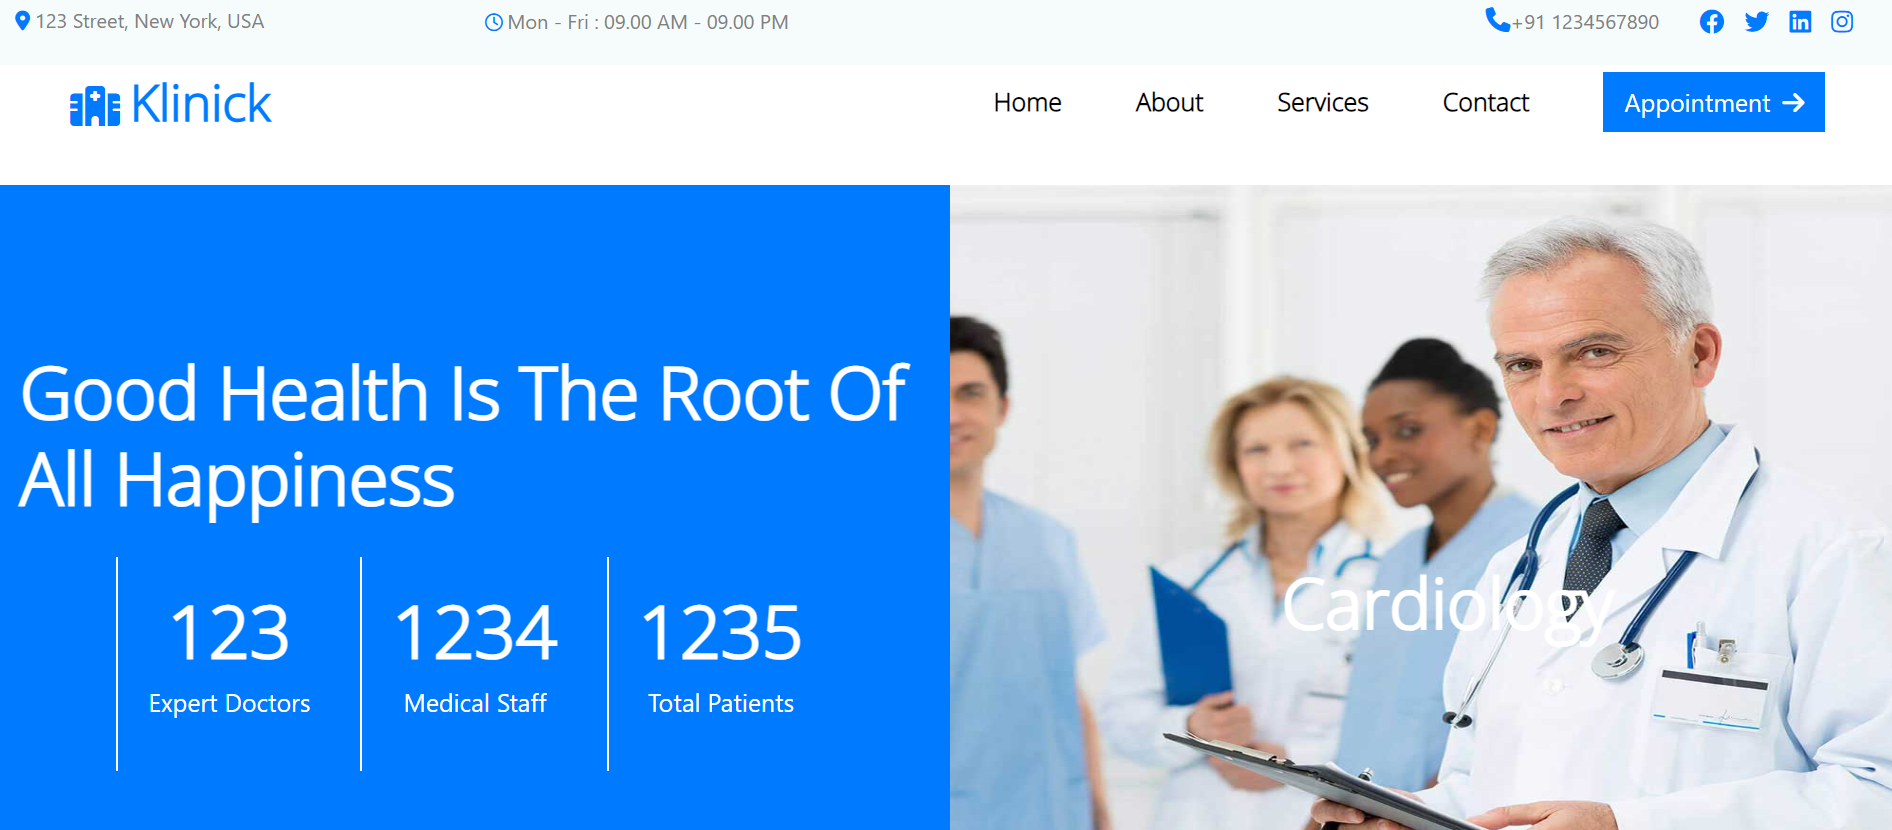 123 Street, New York, USA
Mon - Fri : 09.00 AM - 09.00 PM
+91 1234567890
Klinick
Home
About
Services
Contact
Appointment →
Good Health Is The Root Of
All Happiness
123
Expert Doctors
1234
Medical Staff
1235
Total Patients
Cardiology